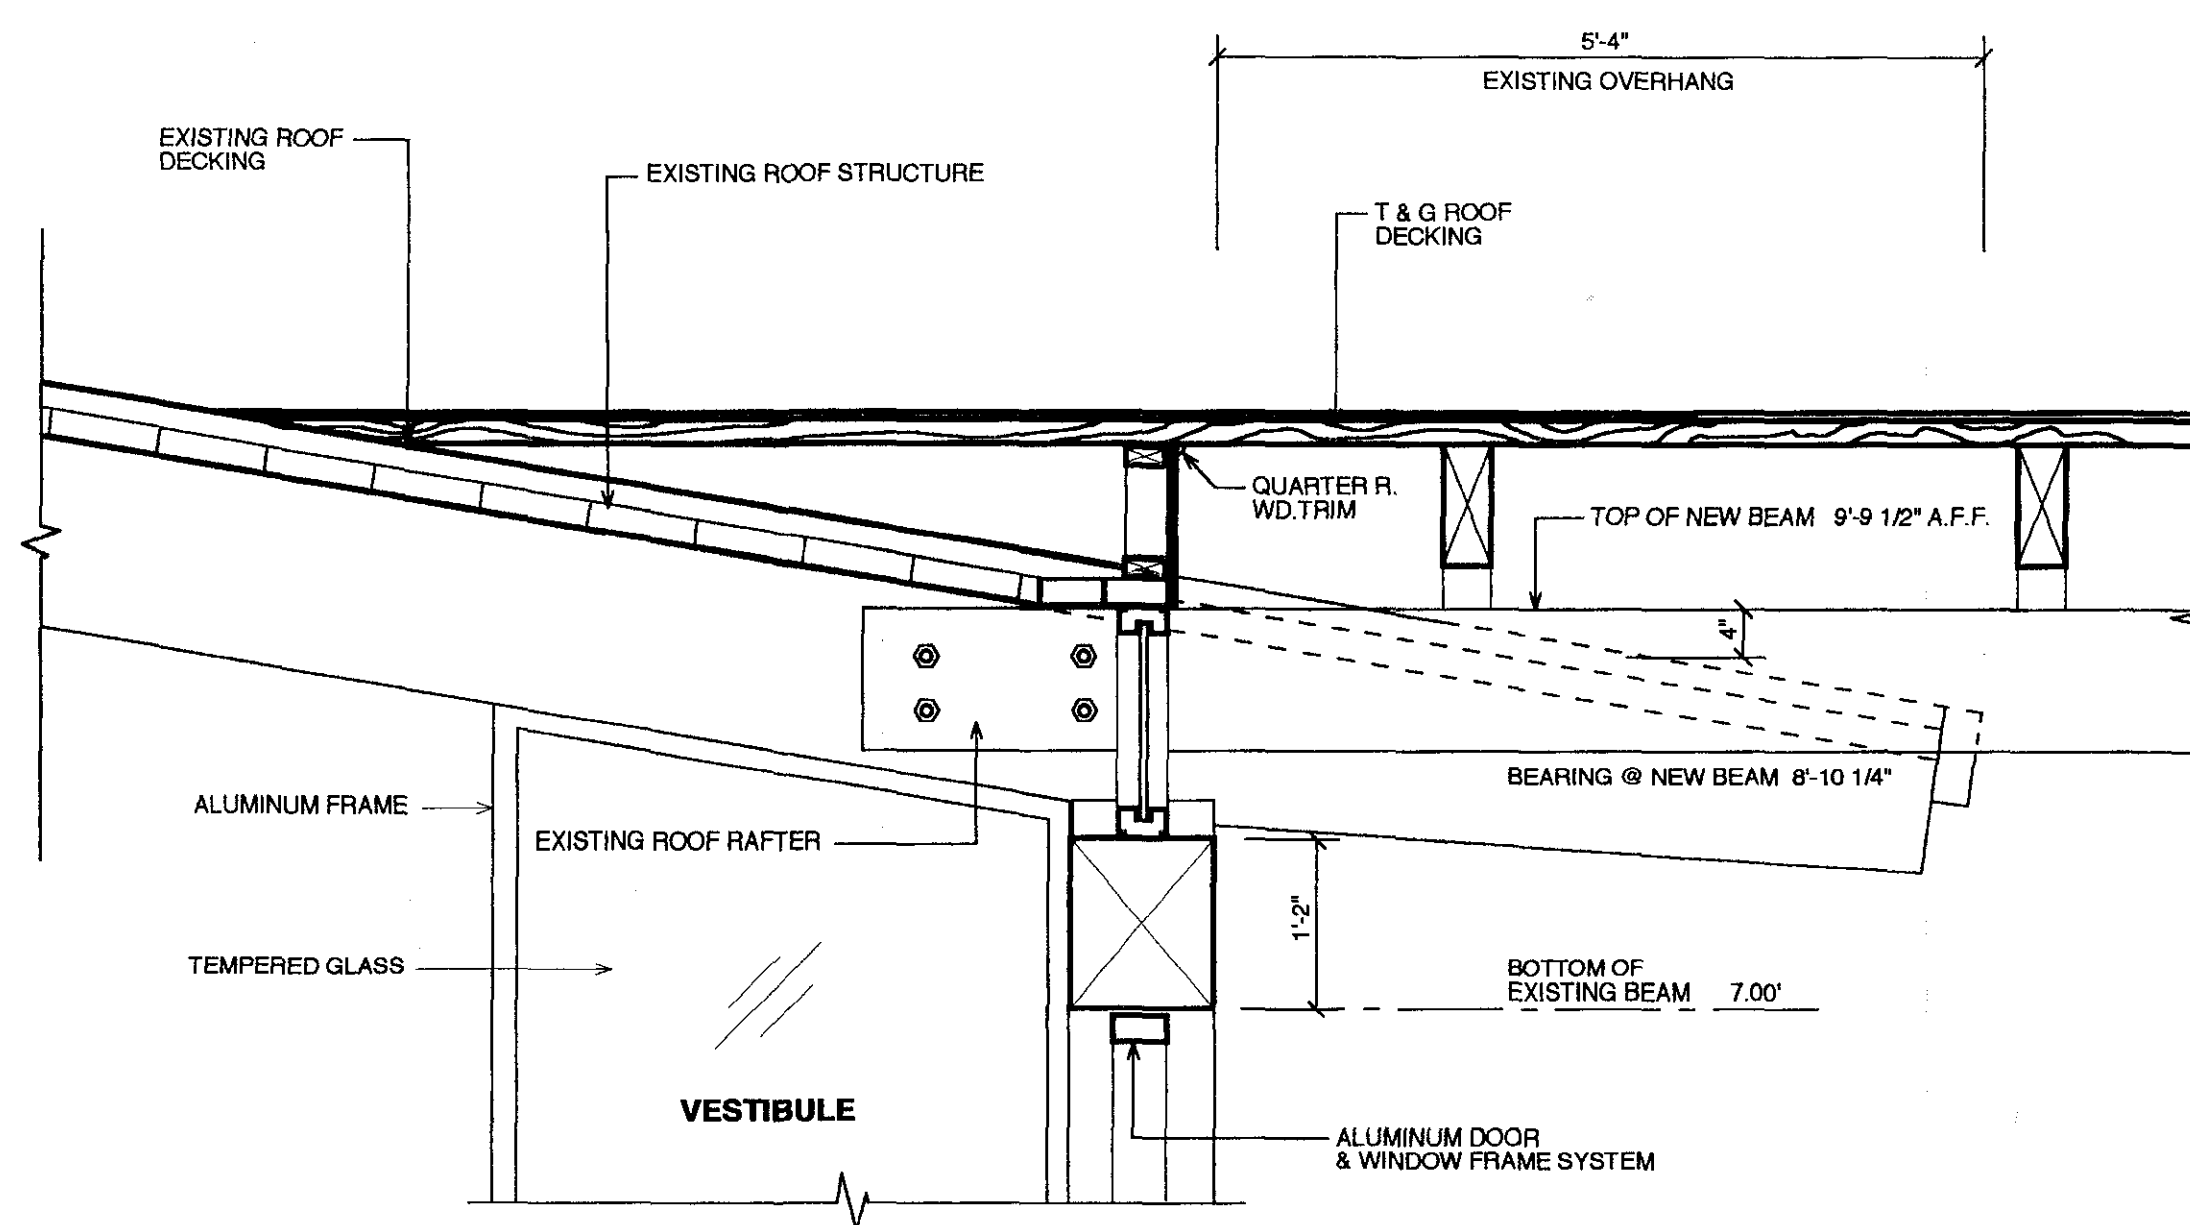 5'-4"
EXISTING OVERHANG
EXISTING ROOF
DECKING
EXISTING ROOF STRUCTURE
T & G ROOF
DECKING
QUARTER R.
WD.TRIM
TOP OF NEW BEAM 9'-9 1/2" A.F.F.
4"
BEARING @ NEW BEAM 8'-10 1/4"
ALUMINUM FRAME
EXISTING ROOF RAFTER
1'-2"
TEMPERED GLASS
BOTTOM OF
EXISTING BEAM 7.00'
VESTIBULE
ALUMINUM DOOR
& WINDOW FRAME SYSTEM